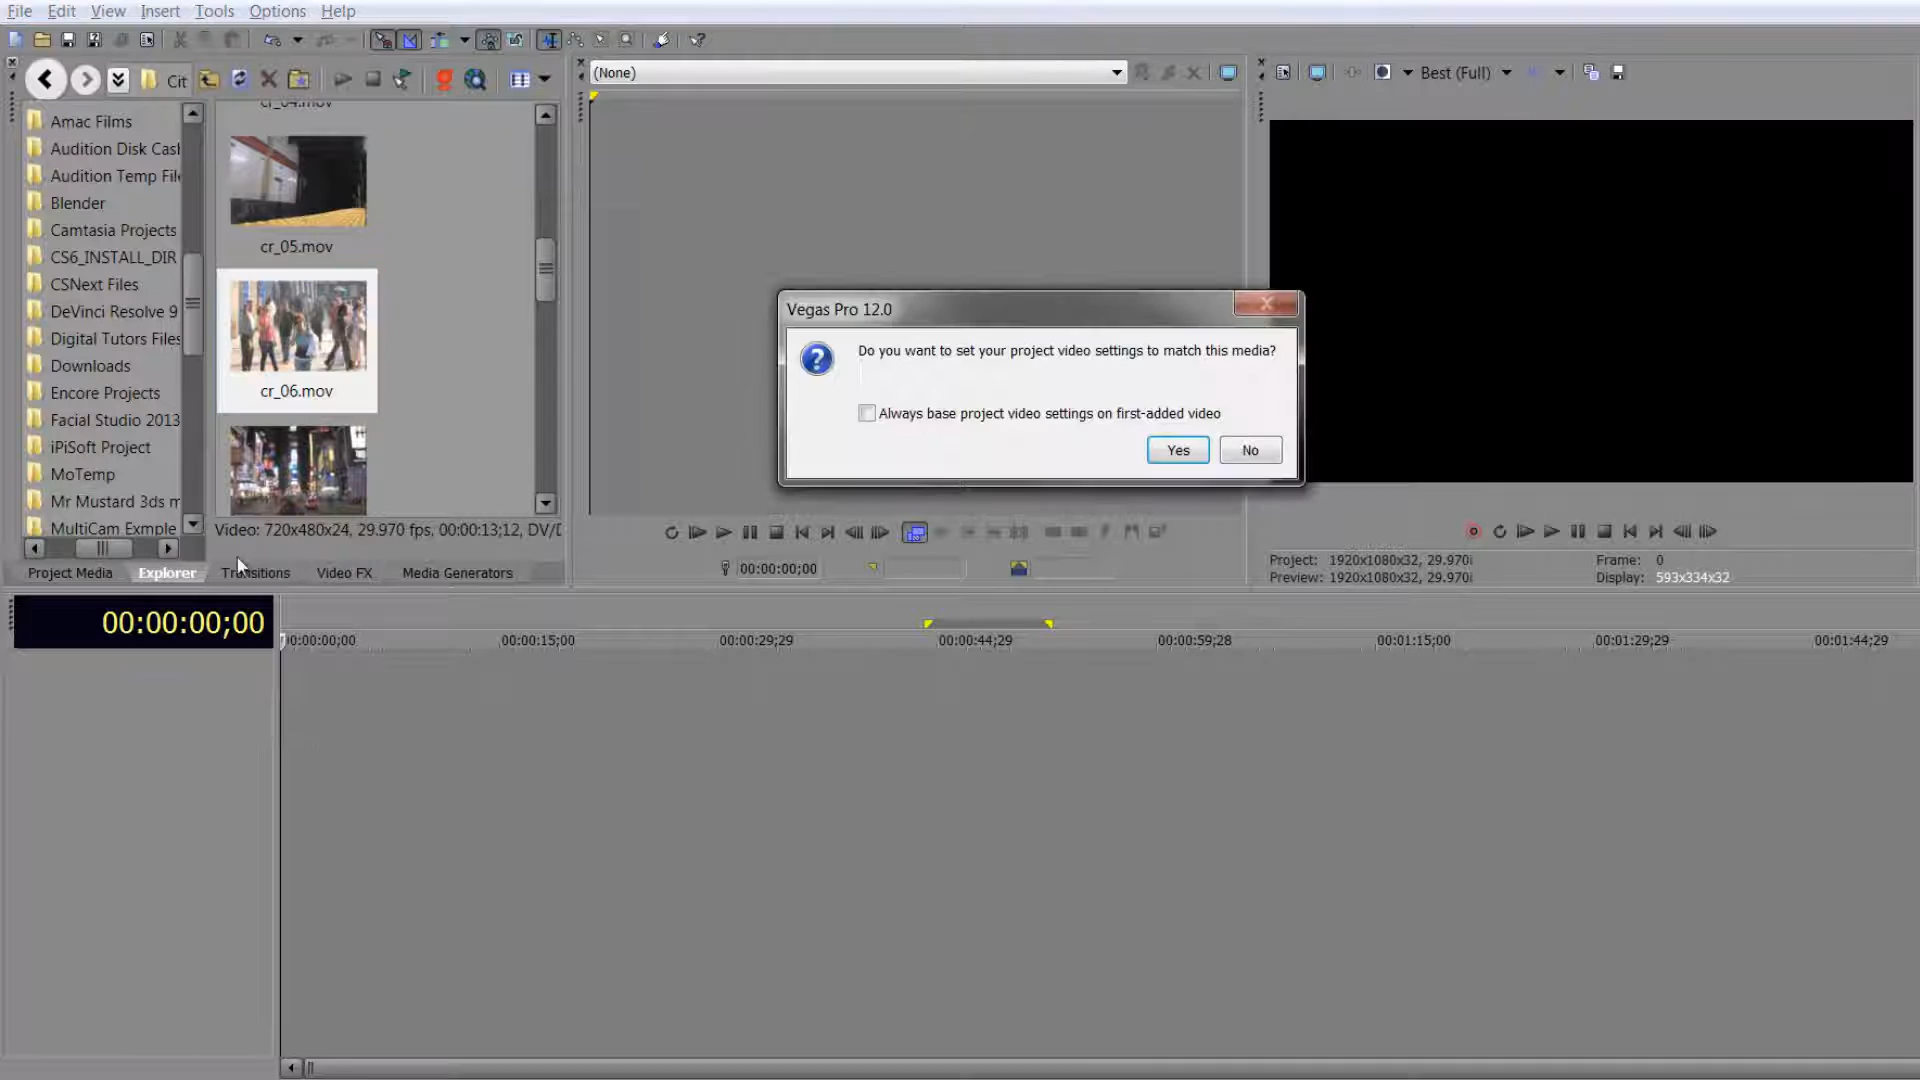 File Edit View Insert Tools Options Help
Cit
(None)
Best (Full)
Amac Films
Audition Disk Cas
Audition Temp Fil
Blender
Camtasia Projects
CS6_INSTALL_DIR
CSNext Files
DeVinci Resolve 9
Digital Tutors Files
Downloads
Encore Projects
Facial Studio 2013
iPiSoft Project
MoTemp
Mr Mustard 3ds m
MultiCam Exmple
cr_04.mov
cr_05.mov
cr_06.mov
Video: 720x480x24, 29.970 fps, 00:00:13;12, DV/D
Project Media Explorer Transitions Video FX Media Generators
Vegas Pro 12.0
Do you want to set your project video settings to match this media?
Always base project video settings on first-added video
Yes No
00:00:00;00
Project: 1920x1080x32, 29.970i
Frame: 0
Preview: 1920x1080x32, 29.970i
Display: 593x334x32
00:00:00;00
00:00:00;00 00:00:15;00 00:00:29;29 00:00:44;29 00:00:59;28 00:01:15;00 00:01:29;29 00:01:44;29